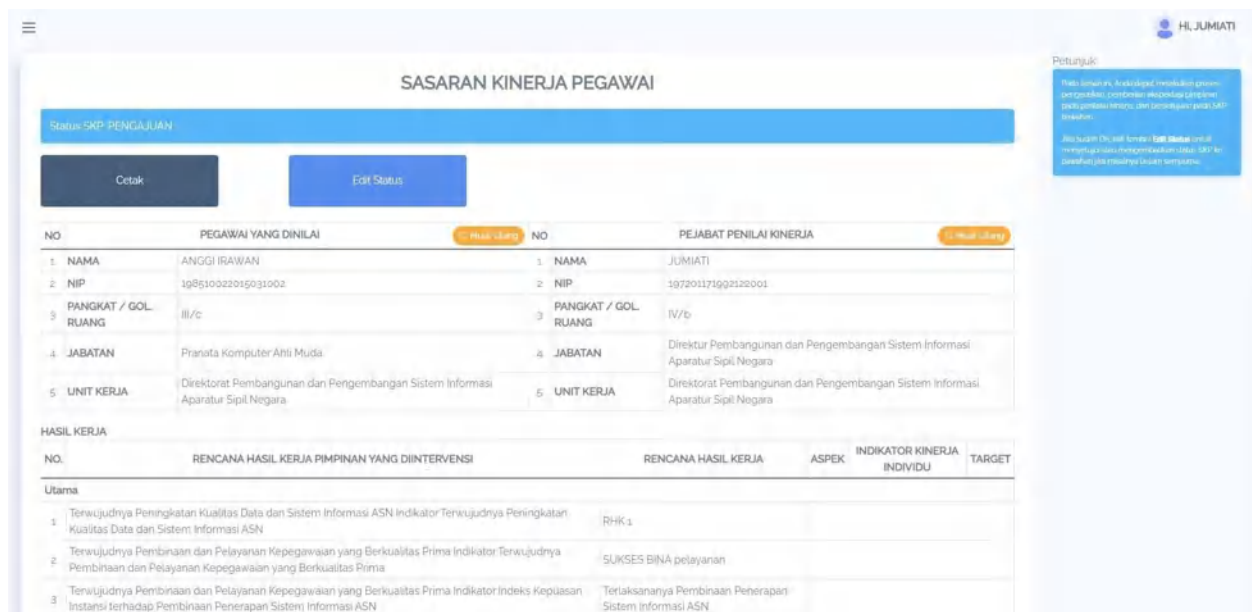 HI, JUMIATI
Petunjuk
SASARAN KINERJA PEGAWAI
Status SKP: PENGAJUAN
Cetak
Edit Status
NO PEGAWAI YANG DINILAI Muat Ulang NO PEJABAT PENILAI KINERJA Muat Ulang
1 NAMA ANGGI IRAWAN 1 NAMA JUMIATI
2 NIP 198510022015031002 2 NIP 197201171992122001
3 PANGKAT / GOL. RUANG III/c 3 PANGKAT / GOL. RUANG IV/b
4 JABATAN Pranata Komputer Ahli Muda 4 JABATAN Direktur Pembangunan dan Pengembangan Sistem Informasi
Aparatur Sipil Negara
5 UNIT KERJA Direktorat Pembangunan dan Pengembangan Sistem Informasi
Aparatur Sipil Negara
5 UNIT KERJA Direktorat Pembangunan dan Pengembangan Sistem Informasi
Aparatur Sipil Negara
HASIL KERJA
NO. RENCANA HASIL KERJA PIMPINAN YANG DIINTERVENSI RENCANA HASIL KERJA ASPEK INDIKATOR KINERJA INDIVIDU TARGET
Utama
1 Terwujudnya Peningkatan Kualitas Data dan Sistem Informasi ASN Indikator Terwujudnya Peningkatan
Kualitas Data dan Sistem Informasi ASN
RHK 1
2 Terwujudnya Pembinaan dan Pelayanan Kepegawaian yang Berkualitas Prima Indikator Terwujudnya
Pembinaan dan Pelayanan Kepegawaian yang Berkualitas Prima
SUKSES BINA pelayanan
3 Terwujudnya Pembinaan dan Pelayanan Kepegawaian yang Berkualitas Prima Indikator Indeks Kepuasan
Instansi terhadap Pembinaan Penerapan Sistem Informasi ASN
Terlaksananya Pembinaan Penerapan
Sistem Informasi ASN